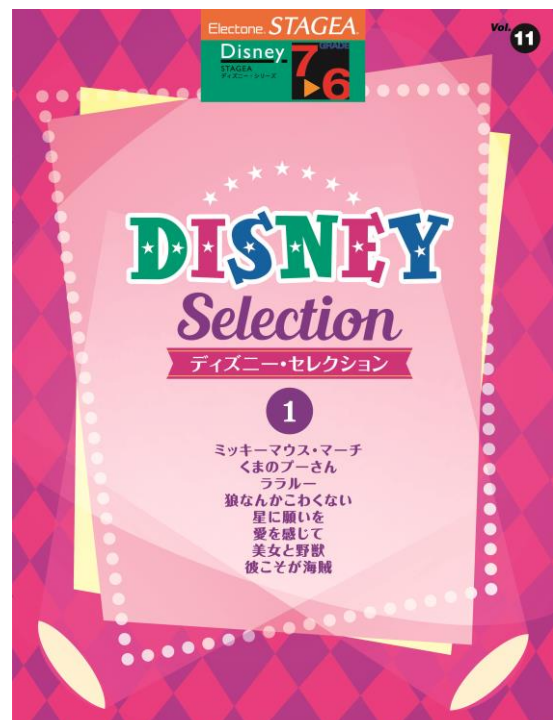 Electone. STAGEA.
Vol. 11
Disney
GRADE
STAGEA
ディズニー・シリーズ
7▶6
DISNEY
Selection
ディズニー・セレクション
1
ミッキーマウス・マーチ
くまのプーさん
ララルー
狼なんかこわくない
星に願いを
愛を感じて
美女と野獣
彼こそが海賊